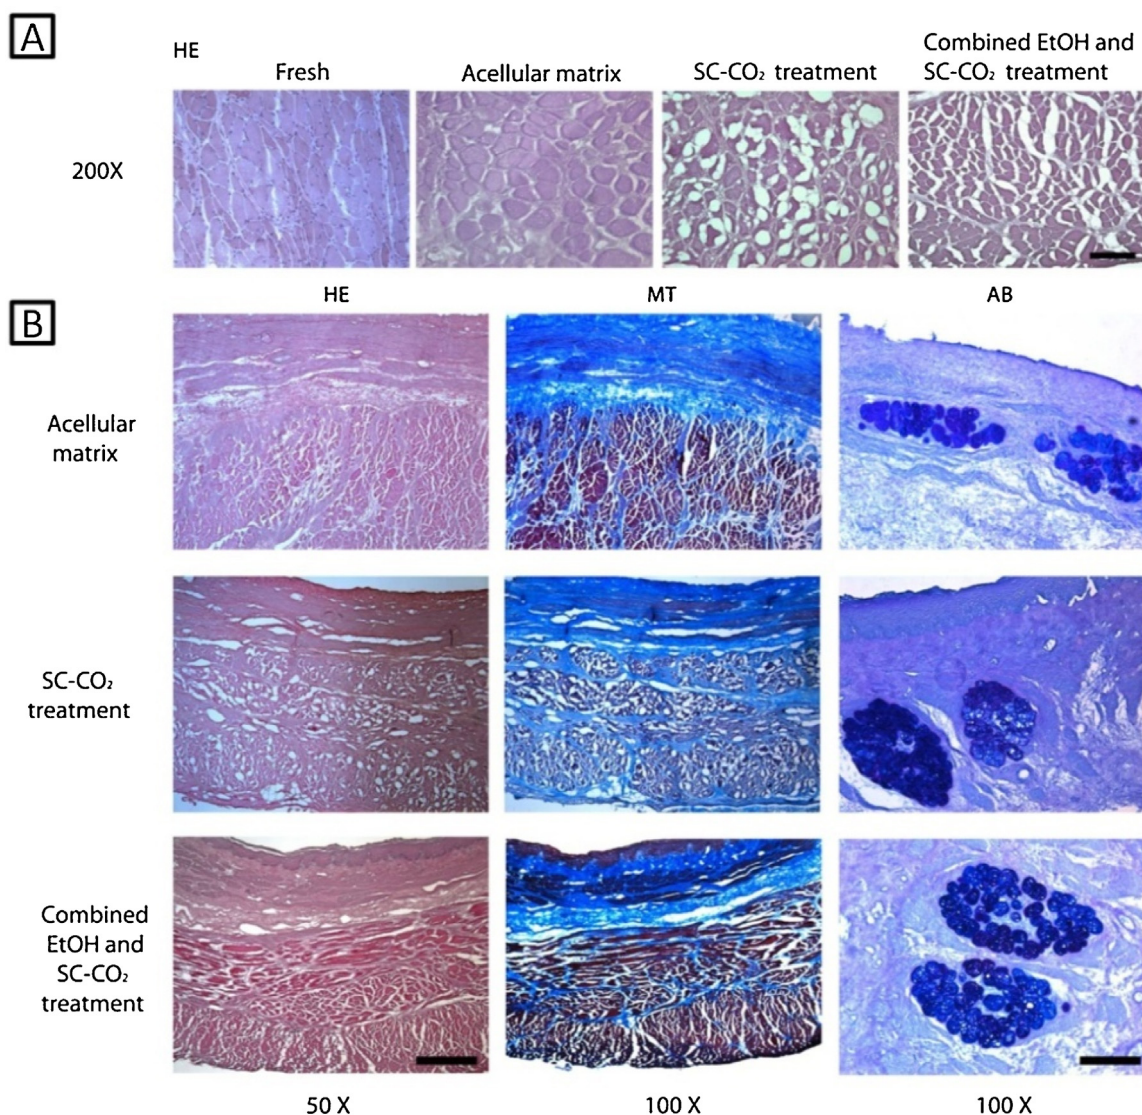 A
HE
Fresh
Acellular matrix
SC-CO₂ treatment
Combined EtOH and
SC-CO₂ treatment
200X
B
HE
MT
AB
Acellular
matrix
SC-CO₂
treatment
Combined
EtOH and
SC-CO₂
treatment
50 X
100 X
100 X